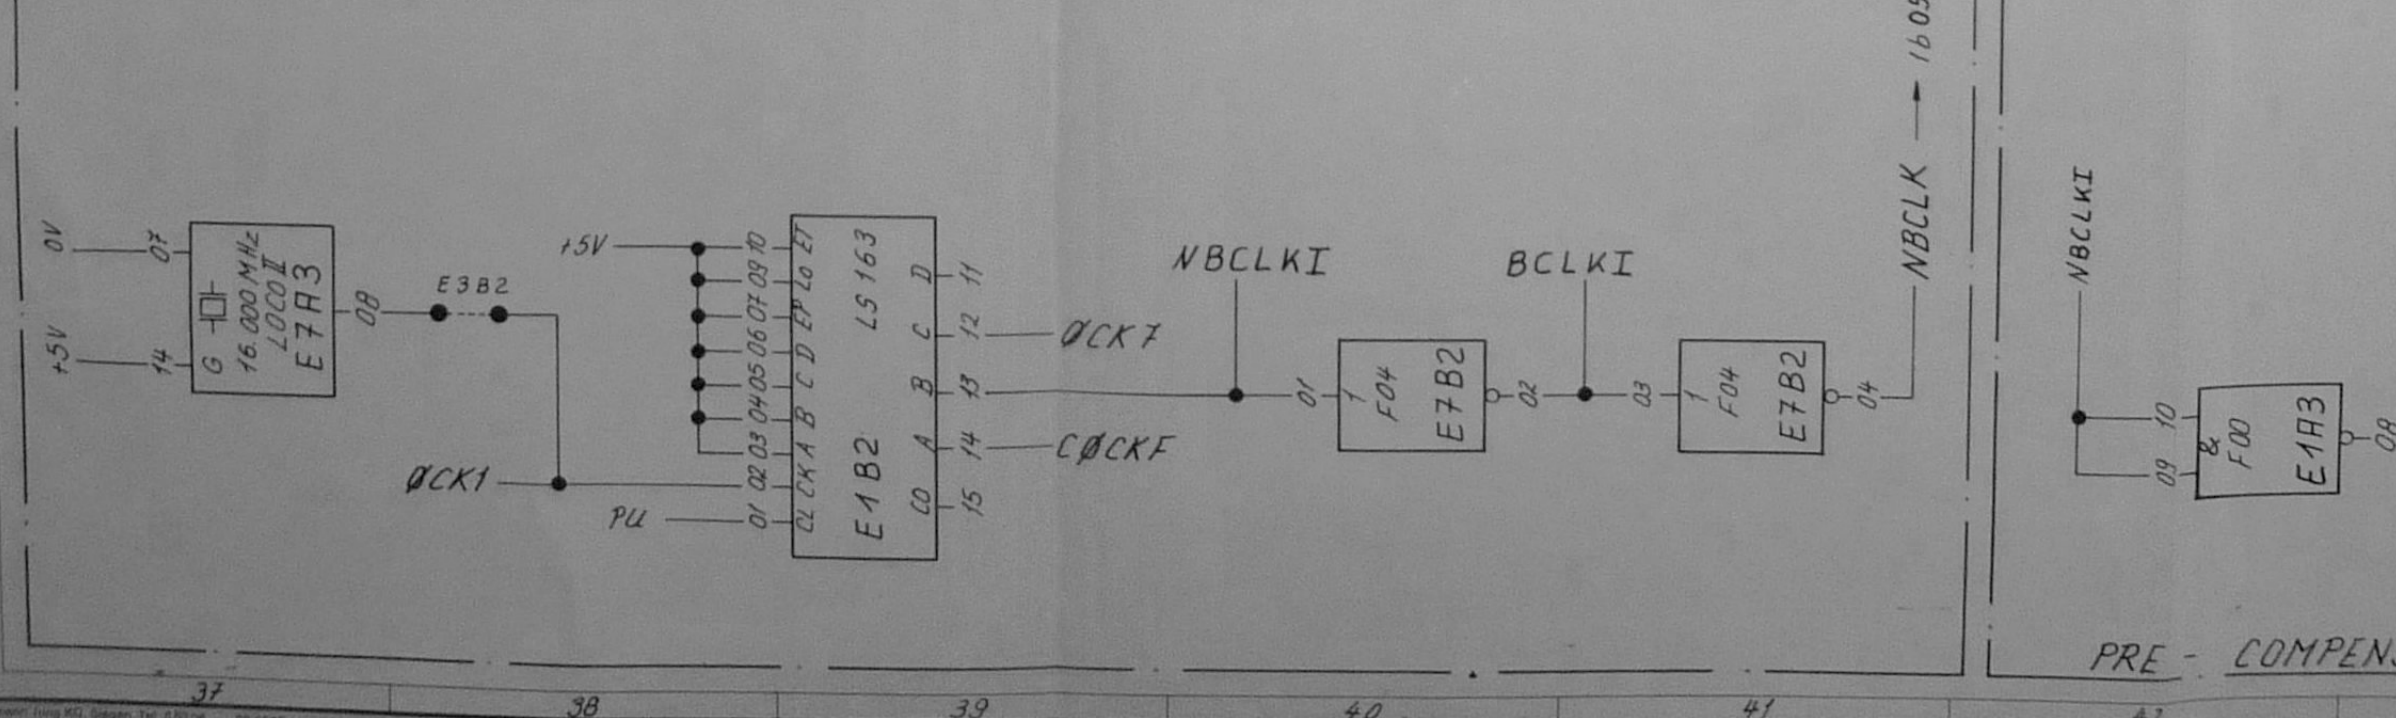 0V
07
+5V
14
G
16.000 MHz
LOCO II
E7A3
08
E3B2
ØCK1
PU
+5V
10 ET
09 LO
07 EP
06 D
05 C
04 B
03 A
02 CK
01 CL
LS163
E1B2
D 11
C 12
ØCK7
B 13
A 14
CØCKF
CO 15
NBCLKI
01
1
F04
E7B2
02
BCLKI
03
1
F04
E7B2
04
NBCLK → 1605
NBCLKI
10
09
&
F00
E1A3
08
PRE - COMPENS
37
38
39
40
41